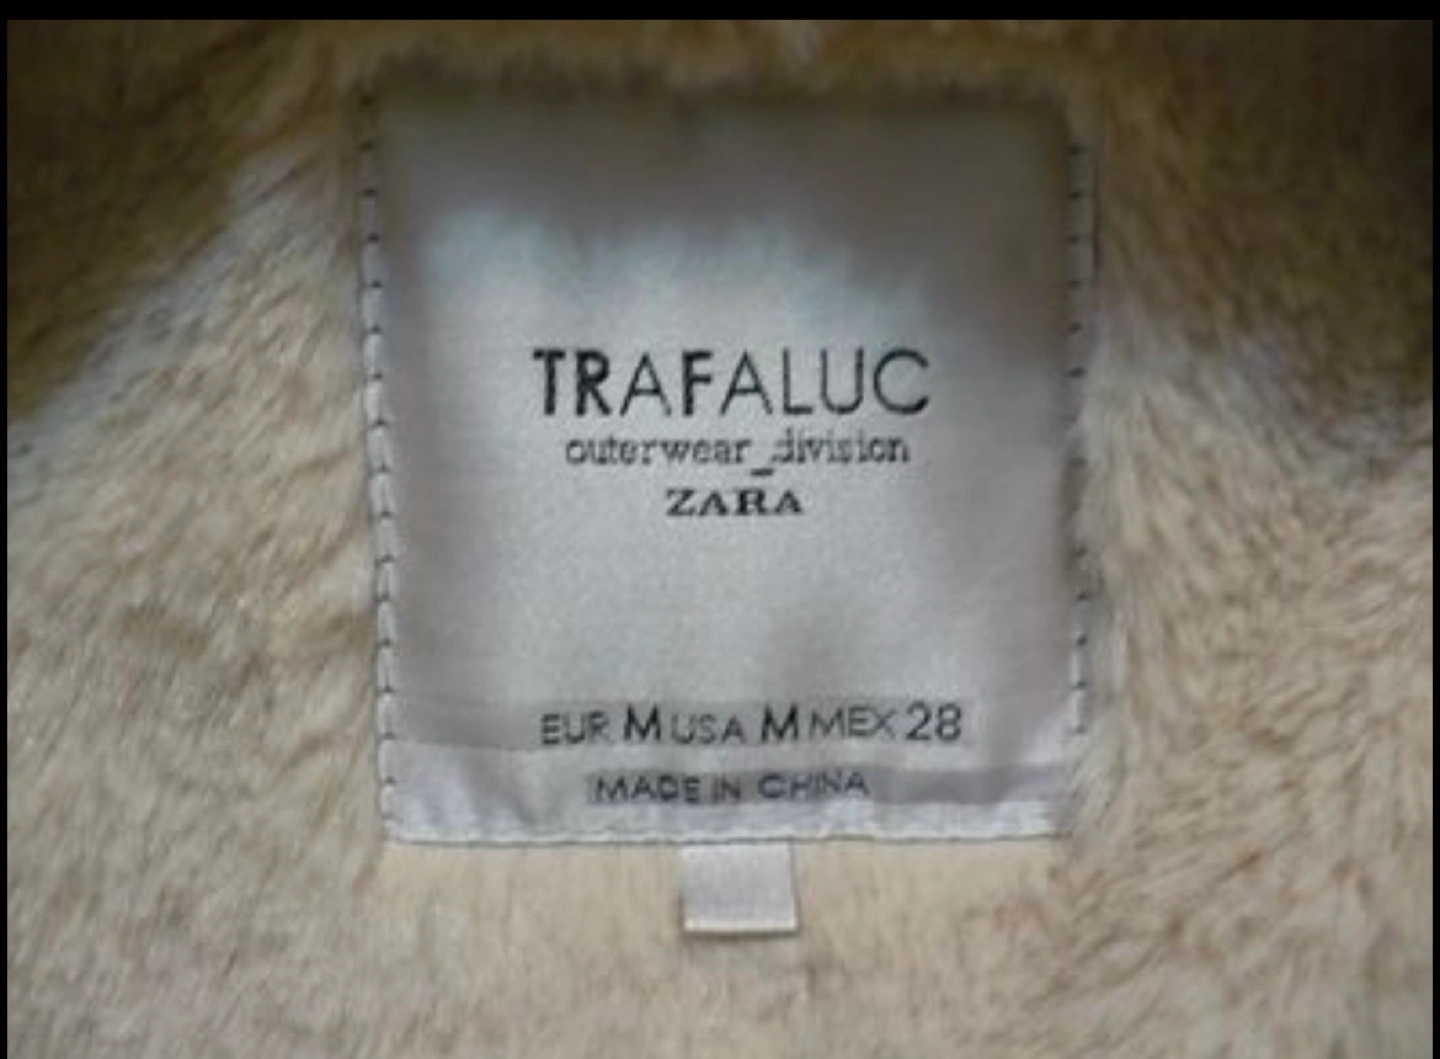 TRAFALUC
outerwear_division
ZARA
EUR M USA M MEX 28
MADE IN CHINA